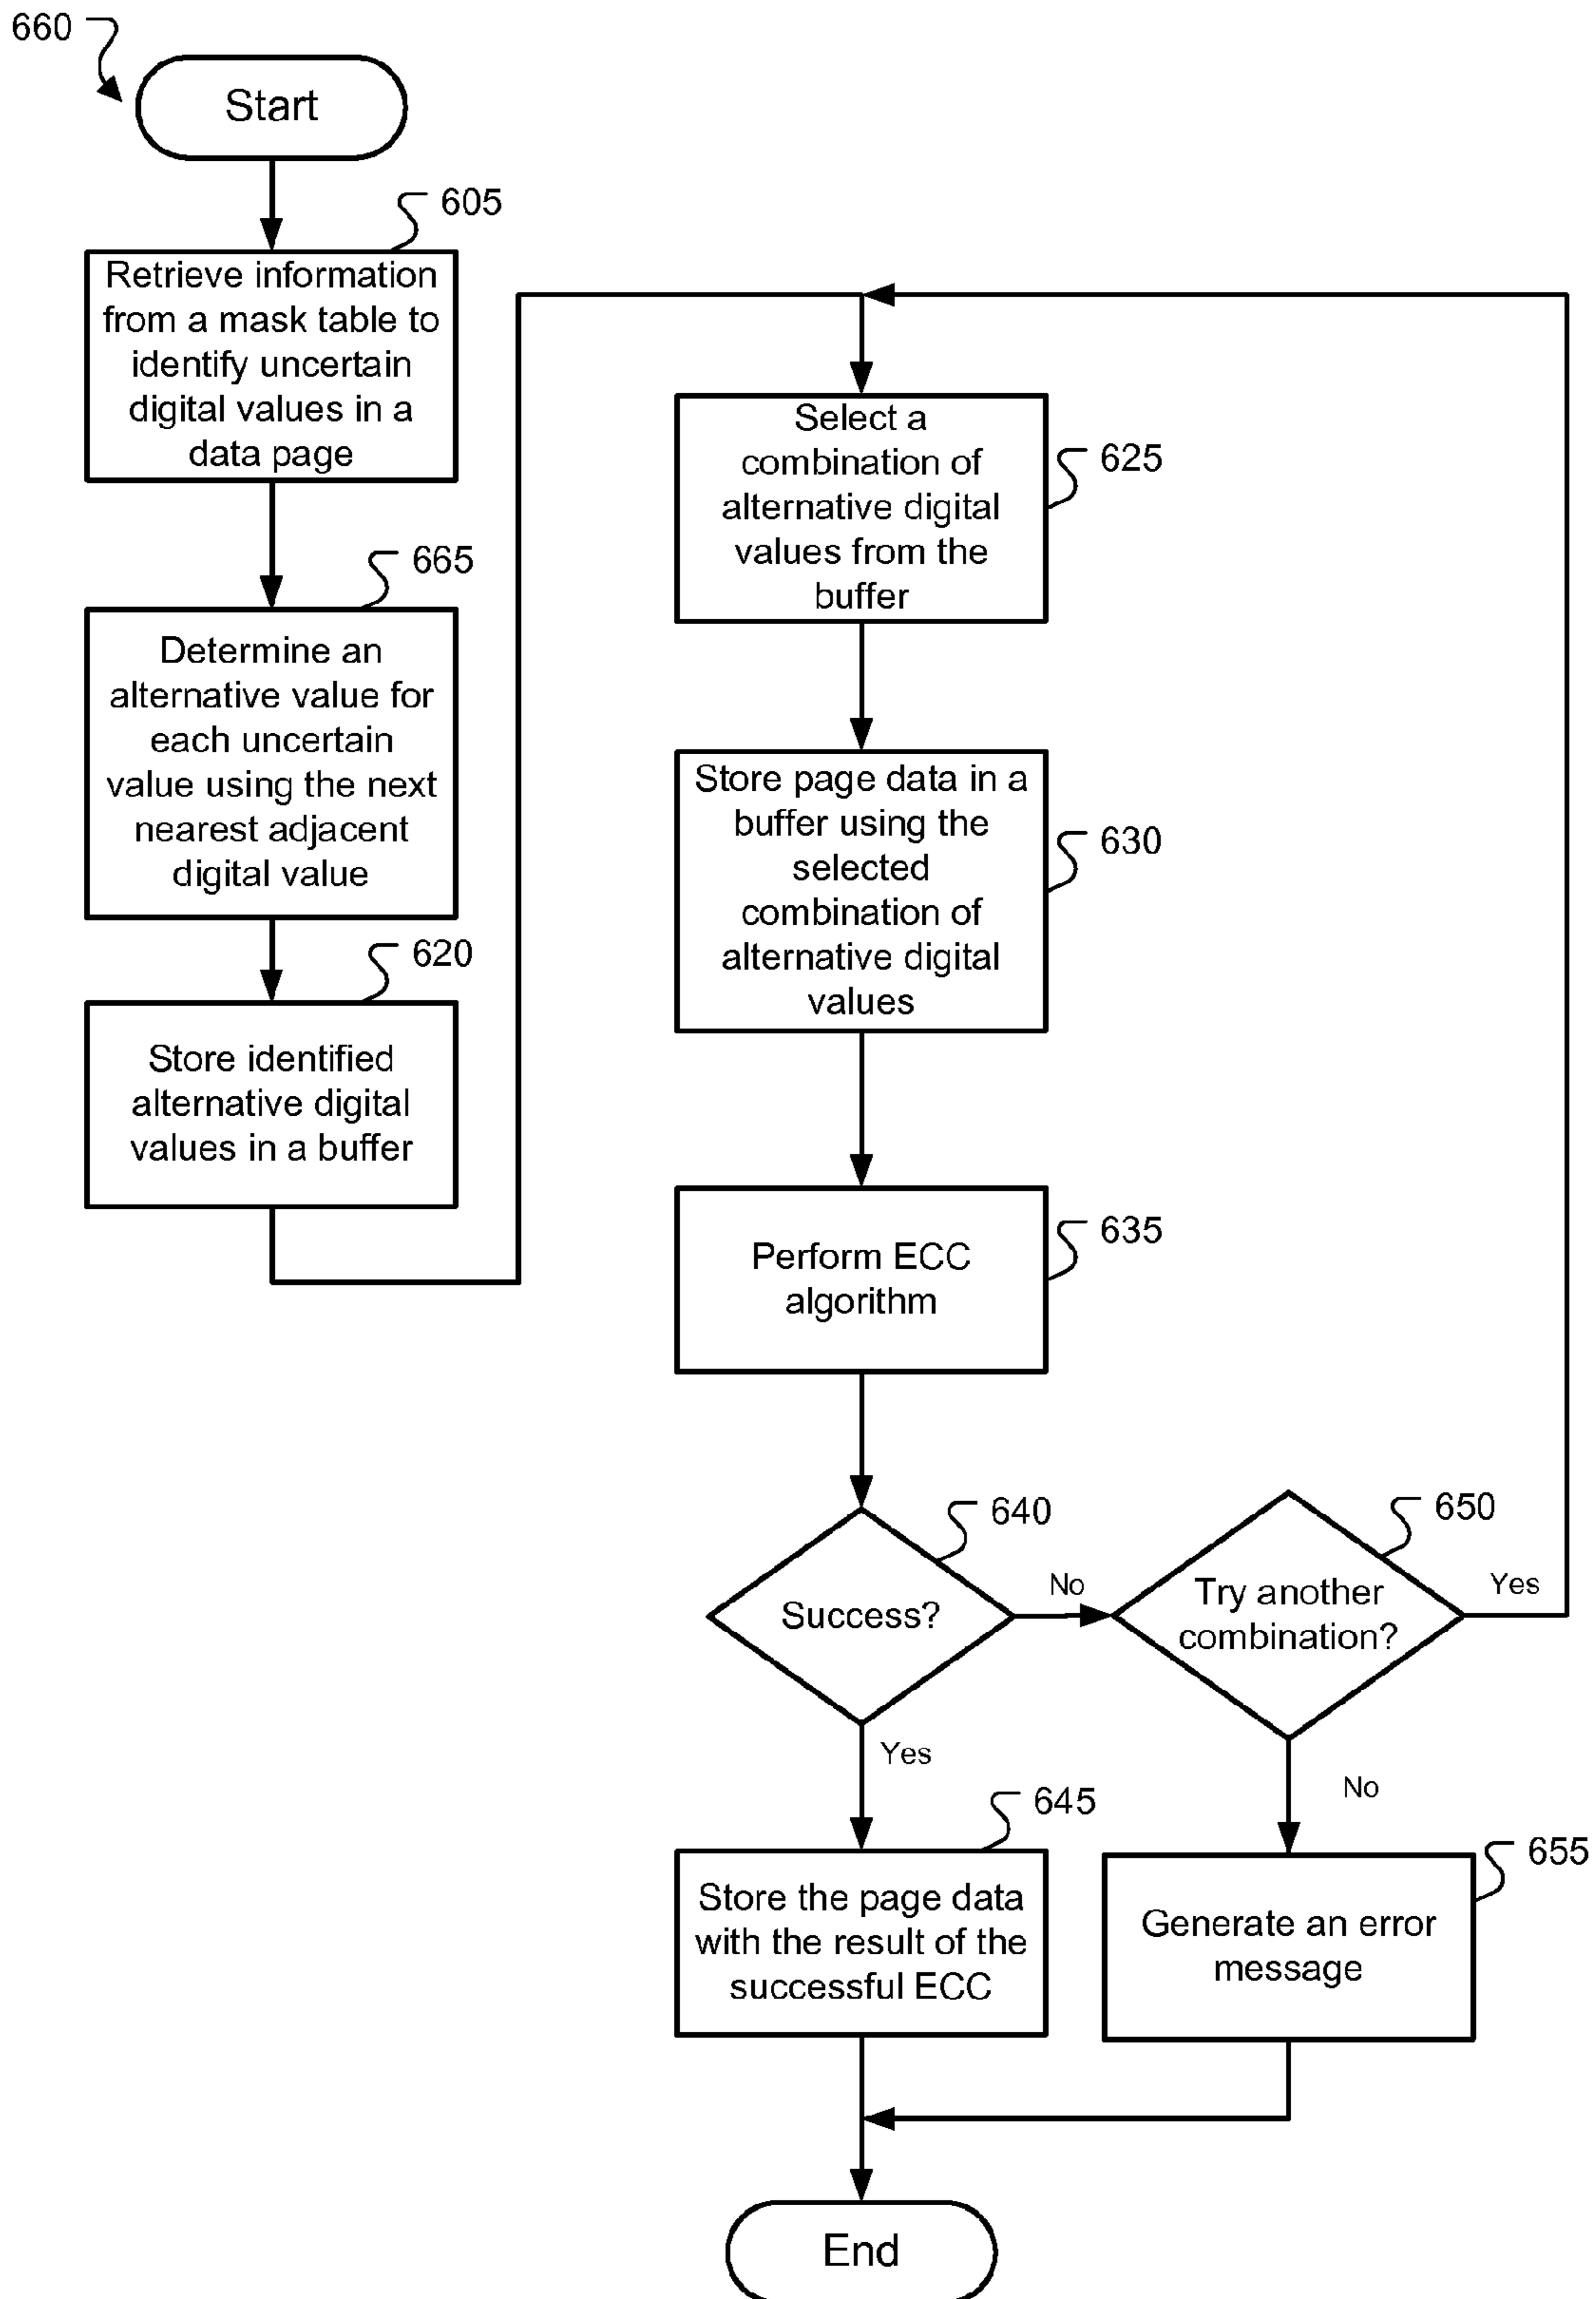 660
Start
605
Retrieve information
from a mask table to
identify uncertain
digital values in a
data page
665
Determine an
alternative value for
each uncertain
value using the next
nearest adjacent
digital value
620
Store identified
alternative digital
values in a buffer
Select a
combination of
alternative digital
values from the
buffer
625
Store page data in a
buffer using the
selected
combination of
alternative digital
values
630
Perform ECC
algorithm
635
640
Success?
No
Yes
650
Try another
combination?
Yes
No
645
Store the page data
with the result of the
successful ECC
655
Generate an error
message
End